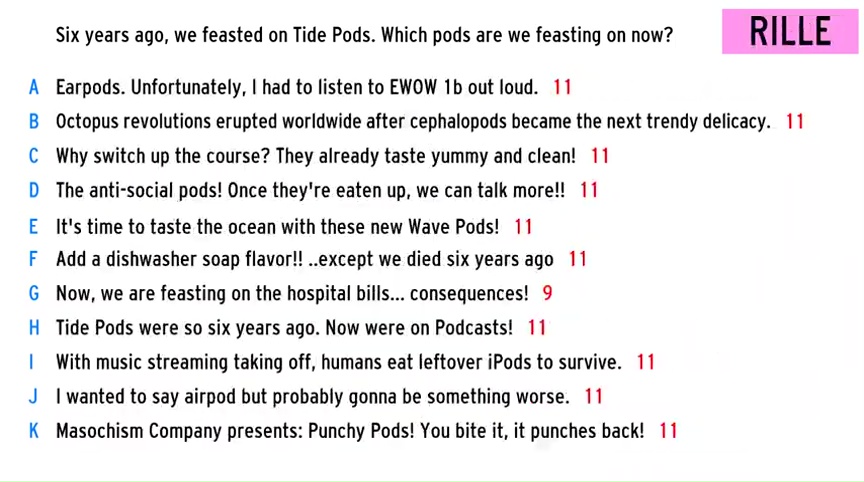 Six years ago, we feasted on Tide Pods. Which pods are we feasting on now?
RILLE
A Earpods. Unfortunately, I had to listen to EWOW 1b out loud. 11
B Octopus revolutions erupted worldwide after cephalopods became the next trendy delicacy. 11
C Why switch up the course? They already taste yummy and clean! 11
D The anti-social pods! Once they're eaten up, we can talk more!! 11
E It's time to taste the ocean with these new Wave Pods! 11
F Add a dishwasher soap flavor!! ..except we died six years ago 11
G Now, we are feasting on the hospital bills... consequences! 9
H Tide Pods were so six years ago. Now were on Podcasts! 11
I With music streaming taking off, humans eat leftover iPods to survive. 11
J I wanted to say airpod but probably gonna be something worse. 11
K Masochism Company presents: Punchy Pods! You bite it, it punches back! 11